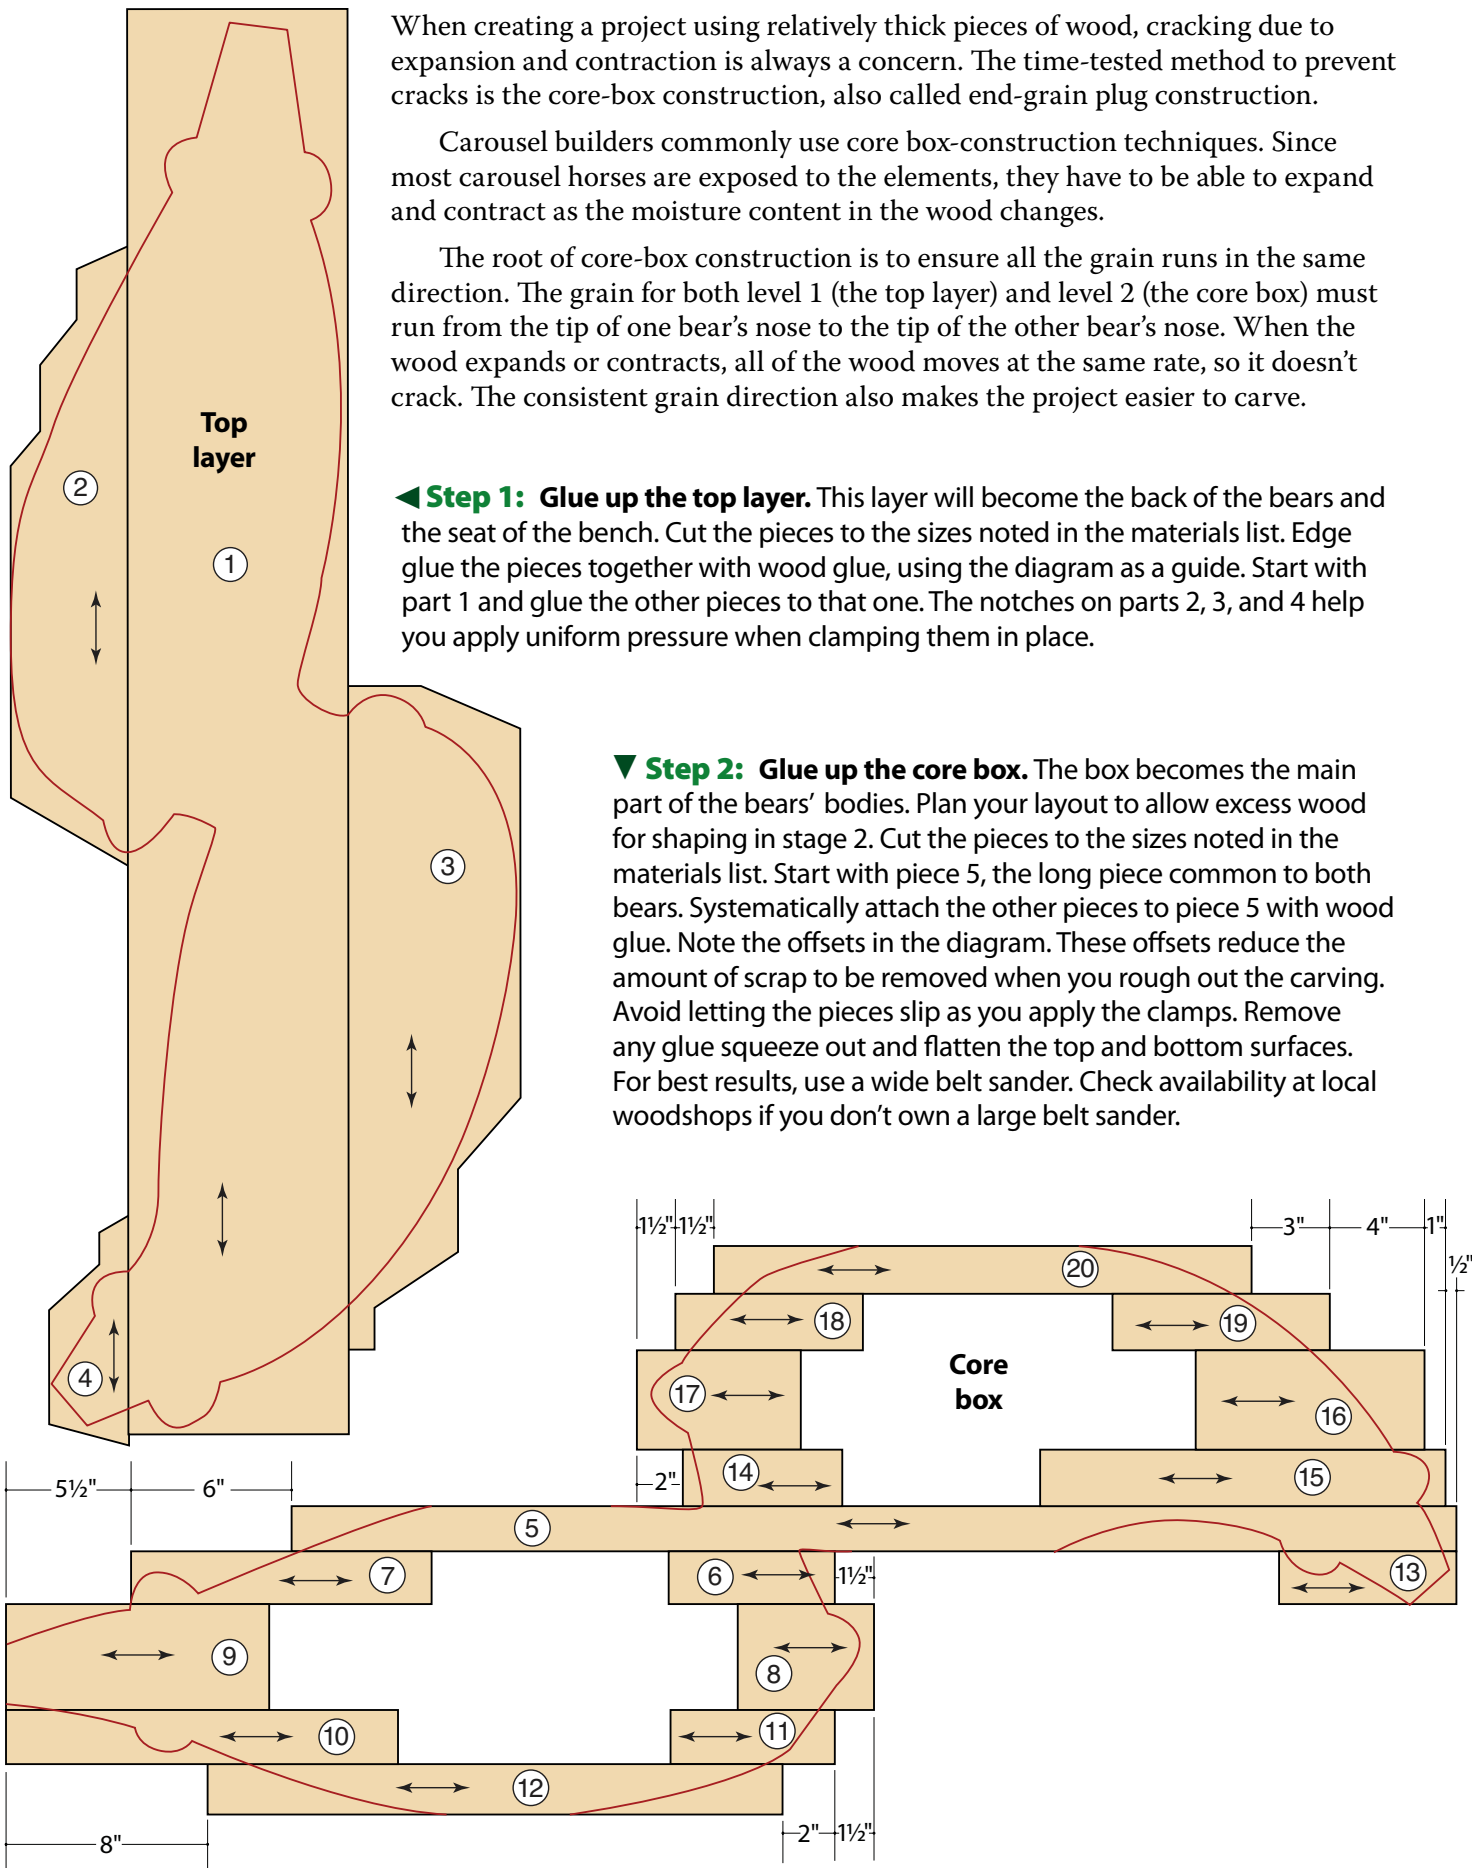 When creating a project using relatively thick pieces of wood, cracking due to
expansion and contraction is always a concern. The time-tested method to prevent
cracks is the core-box construction, also called end-grain plug construction.
Carousel builders commonly use core box-construction techniques. Since
most carousel horses are exposed to the elements, they have to be able to expand
and contract as the moisture content in the wood changes.
The root of core-box construction is to ensure all the grain runs in the same
direction. The grain for both level 1 (the top layer) and level 2 (the core box) must
run from the tip of one bear’s nose to the tip of the other bear’s nose. When the
wood expands or contracts, all of the wood moves at the same rate, so it doesn’t
crack. The consistent grain direction also makes the project easier to carve.
Top
layer
2
1
3
4
◀ Step 1: Glue up the top layer. This layer will become the back of the bears and
the seat of the bench. Cut the pieces to the sizes noted in the materials list. Edge
glue the pieces together with wood glue, using the diagram as a guide. Start with
part 1 and glue the other pieces to that one. The notches on parts 2, 3, and 4 help
you apply uniform pressure when clamping them in place.
▼ Step 2: Glue up the core box. The box becomes the main
part of the bears’ bodies. Plan your layout to allow excess wood
for shaping in stage 2. Cut the pieces to the sizes noted in the
materials list. Start with piece 5, the long piece common to both
bears. Systematically attach the other pieces to piece 5 with wood
glue. Note the offsets in the diagram. These offsets reduce the
amount of scrap to be removed when you rough out the carving.
Avoid letting the pieces slip as you apply the clamps. Remove
any glue squeeze out and flatten the top and bottom surfaces.
For best results, use a wide belt sander. Check availability at local
woodshops if you don’t own a large belt sander.
1½" 1½" 3" 4" 1"
½"
20
18 19
Core
box
17 16
14 15
2"
5½" 6"
5
7 6 1½" 13
9 8
10 11
12
8" 2" 1½"